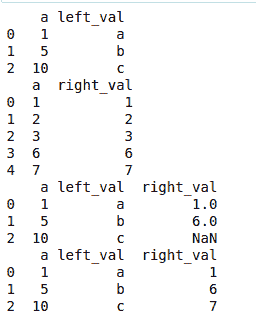 a left_val
0 1 a
1 5 b
2 10 c
a right_val
0 1 1
1 2 2
2 3 3
3 6 6
4 7 7
a left_val right_val
0 1 a 1.0
1 5 b 6.0
2 10 c NaN
a left_val right_val
0 1 a 1
1 5 b 6
2 10 c 7